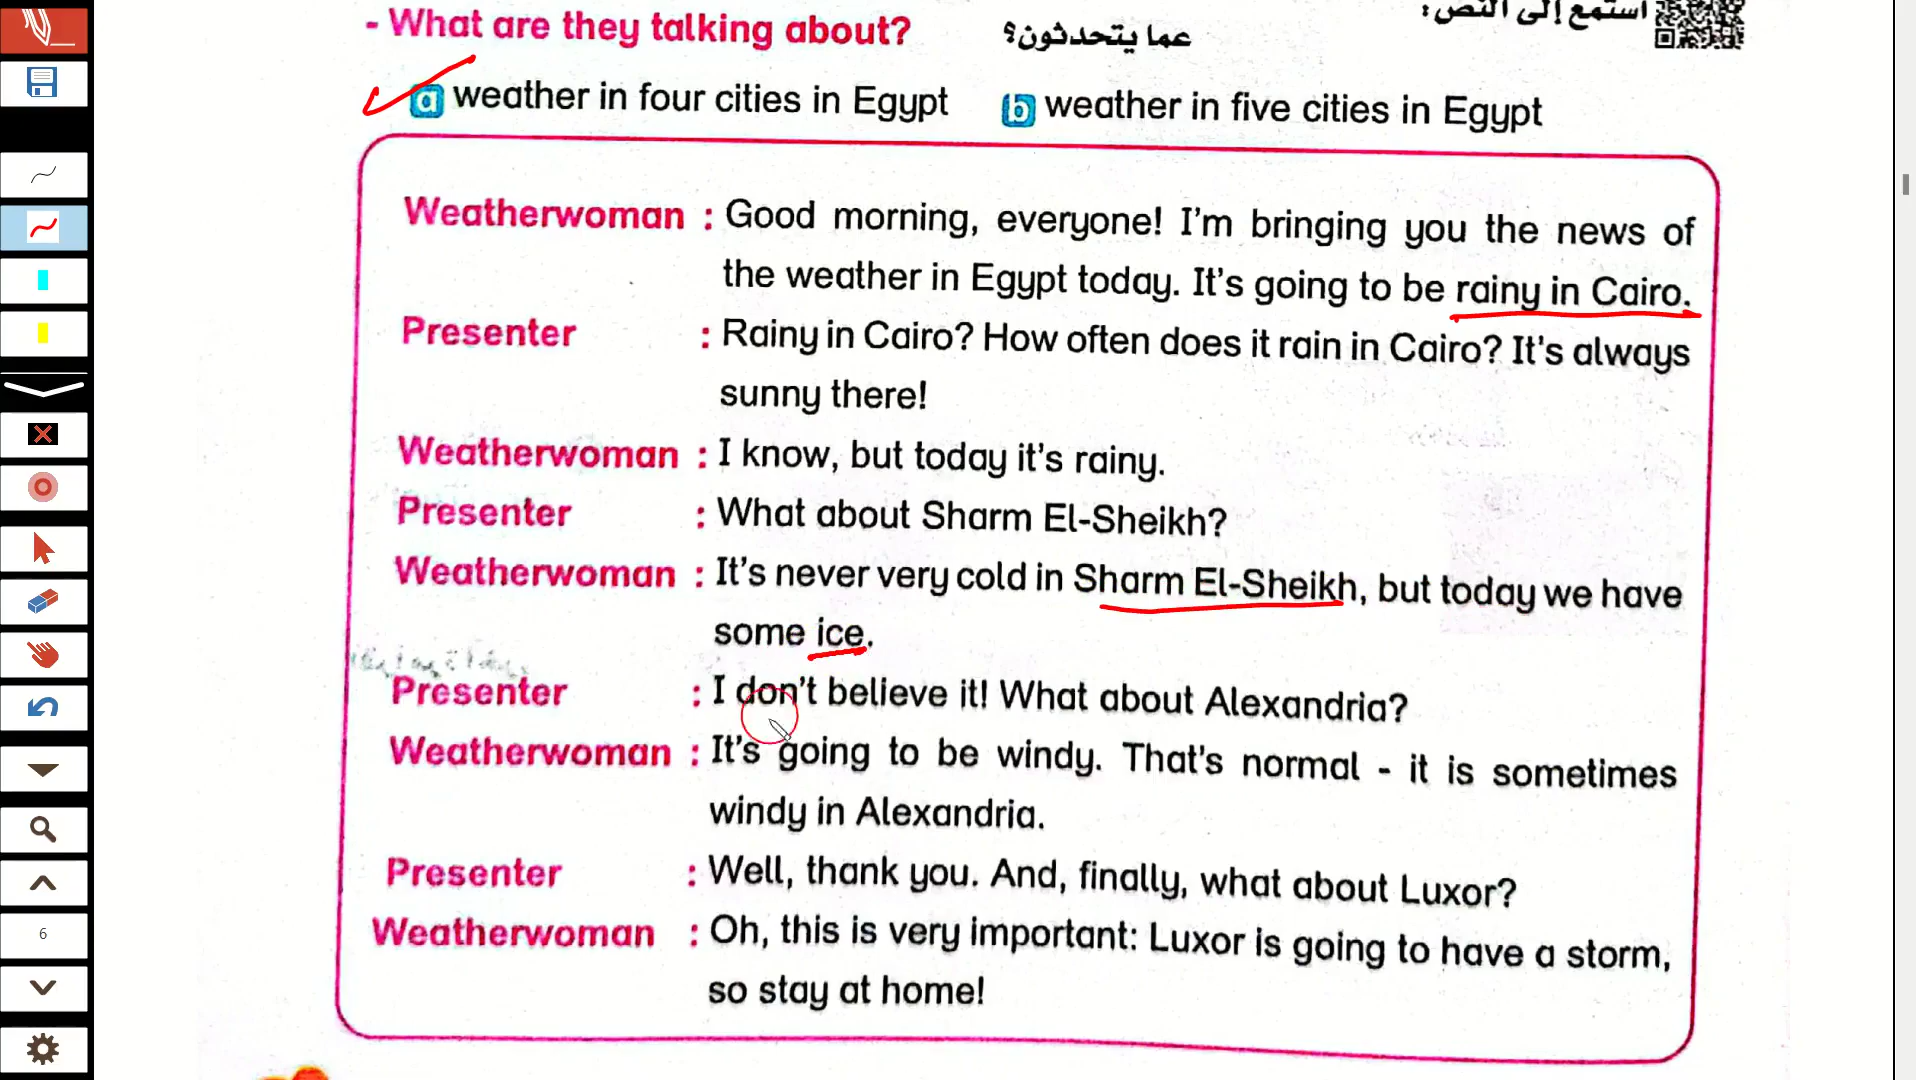 استمع إلى النص:
- What are they talking about? عما يتحدثون؟
a weather in four cities in Egypt b weather in five cities in Egypt
Weatherwoman : Good morning, everyone! I'm bringing you the news of
the weather in Egypt today. It's going to be rainy in Cairo.
Presenter : Rainy in Cairo? How often does it rain in Cairo? It's always
sunny there!
Weatherwoman : I know, but today it's rainy.
Presenter : What about Sharm El-Sheikh?
Weatherwoman : It's never very cold in Sharm El-Sheikh, but today we have
some ice.
Presenter : I don't believe it! What about Alexandria?
Weatherwoman : It's going to be windy. That's normal - it is sometimes
windy in Alexandria.
Presenter : Well, thank you. And, finally, what about Luxor?
Weatherwoman : Oh, this is very important: Luxor is going to have a storm,
so stay at home!
6